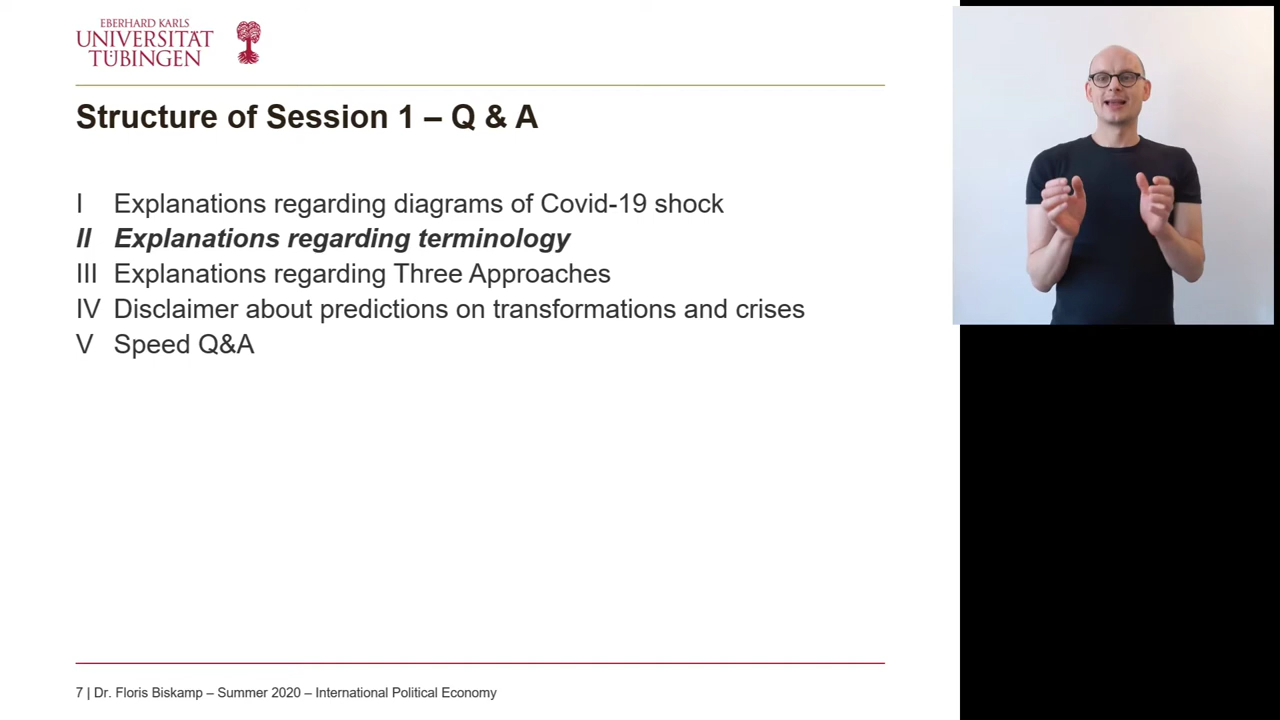 EBERHARD KARLS
UNIVERSITÄT
TÜBINGEN
Structure of Session 1 – Q & A
I Explanations regarding diagrams of Covid-19 shock
II Explanations regarding terminology
III Explanations regarding Three Approaches
IV Disclaimer about predictions on transformations and crises
V Speed Q&A
7 | Dr. Floris Biskamp – Summer 2020 – International Political Economy